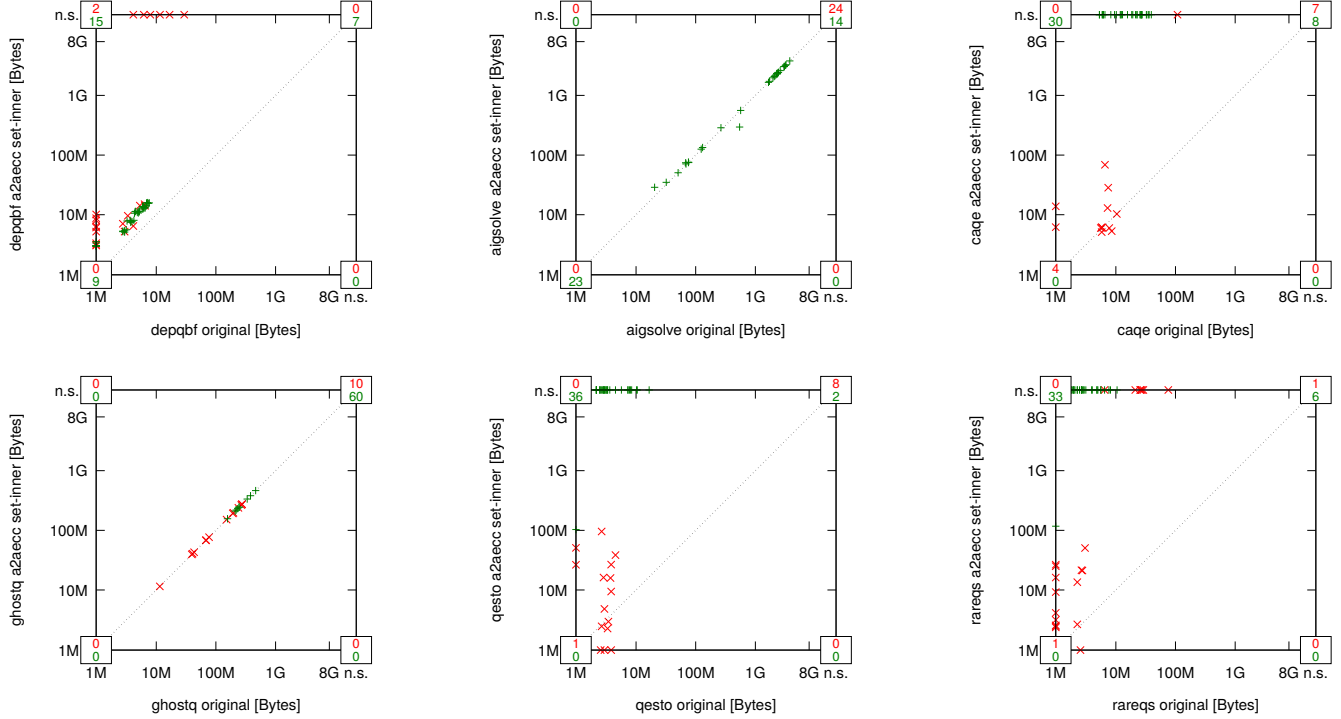 2
15
0
7
n.s.
8G
1G
100M
10M
1M
0
9
0
0
1M 10M 100M 1G 8G n.s.
depqbf original [Bytes]
depqbf a2aecc set-inner [Bytes]
0
0
24
14
n.s.
8G
1G
100M
10M
1M
0
23
0
0
1M 10M 100M 1G 8G n.s.
aigsolve original [Bytes]
aigsolve a2aecc set-inner [Bytes]
0
30
7
8
n.s.
8G
1G
100M
10M
1M
4
0
0
0
1M 10M 100M 1G 8G n.s.
caqe original [Bytes]
caqe a2aecc set-inner [Bytes]
0
0
10
60
n.s.
8G
1G
100M
10M
1M
0
0
0
0
1M 10M 100M 1G 8G n.s.
ghostq original [Bytes]
ghostq a2aecc set-inner [Bytes]
0
36
8
2
n.s.
8G
1G
100M
10M
1M
1
0
0
0
1M 10M 100M 1G 8G n.s.
qesto original [Bytes]
qesto a2aecc set-inner [Bytes]
0
33
1
6
n.s.
8G
1G
100M
10M
1M
1
0
0
0
1M 10M 100M 1G 8G n.s.
rareqs original [Bytes]
rareqs a2aecc set-inner [Bytes]